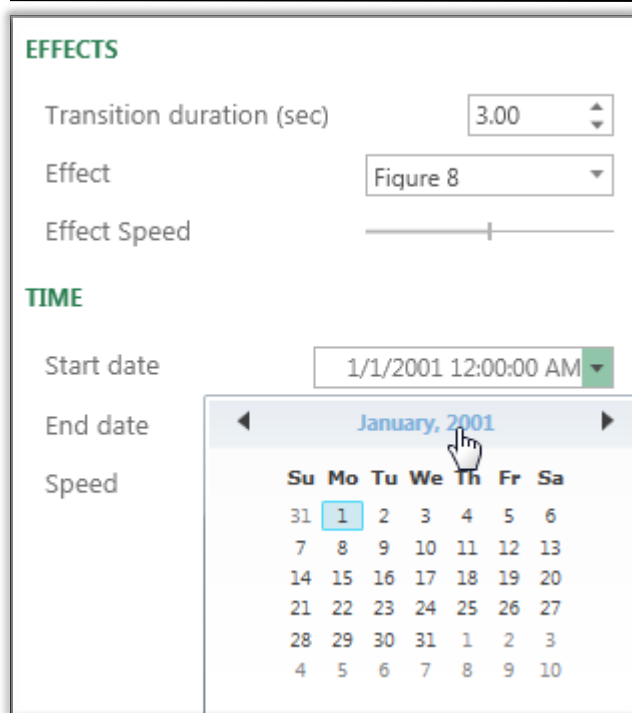 EFFECTS
Transition duration (sec) 3.00
Effect Figure 8
Effect Speed
TIME
Start date 1/1/2001 12:00:00 AM
End date January, 2001
Speed
Su Mo Tu We Th Fr Sa
31 1 2 3 4 5 6
7 8 9 10 11 12 13
14 15 16 17 18 19 20
21 22 23 24 25 26 27
28 29 30 31 1 2 3
4 5 6 7 8 9 10